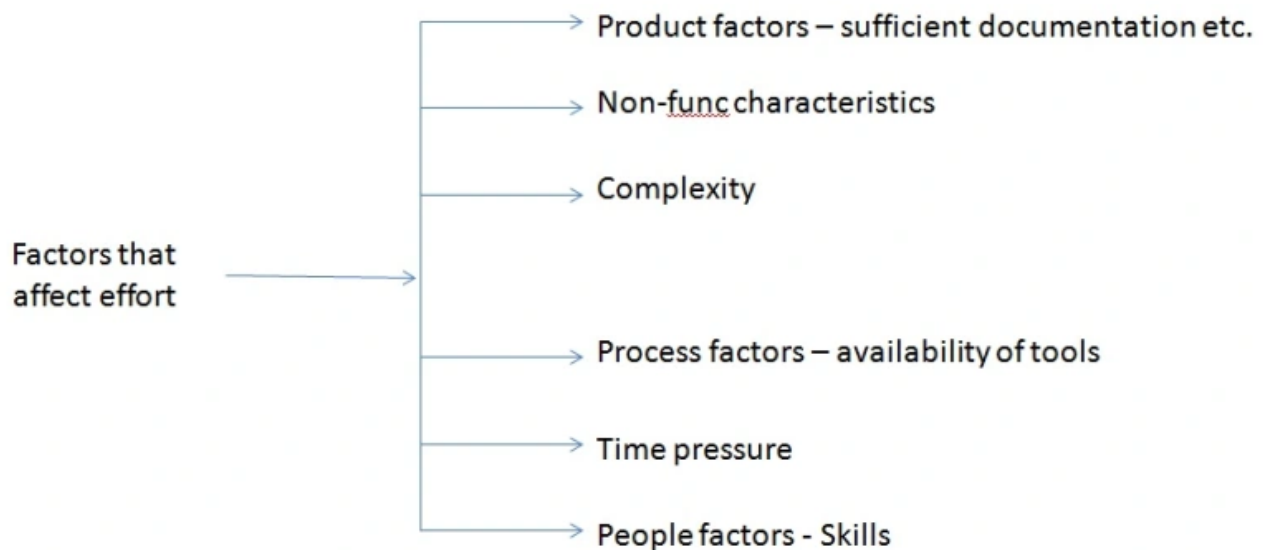 Product factors – sufficient documentation etc.
Non-func characteristics
Complexity
Factors that
affect effort
Process factors – availability of tools
Time pressure
People factors - Skills